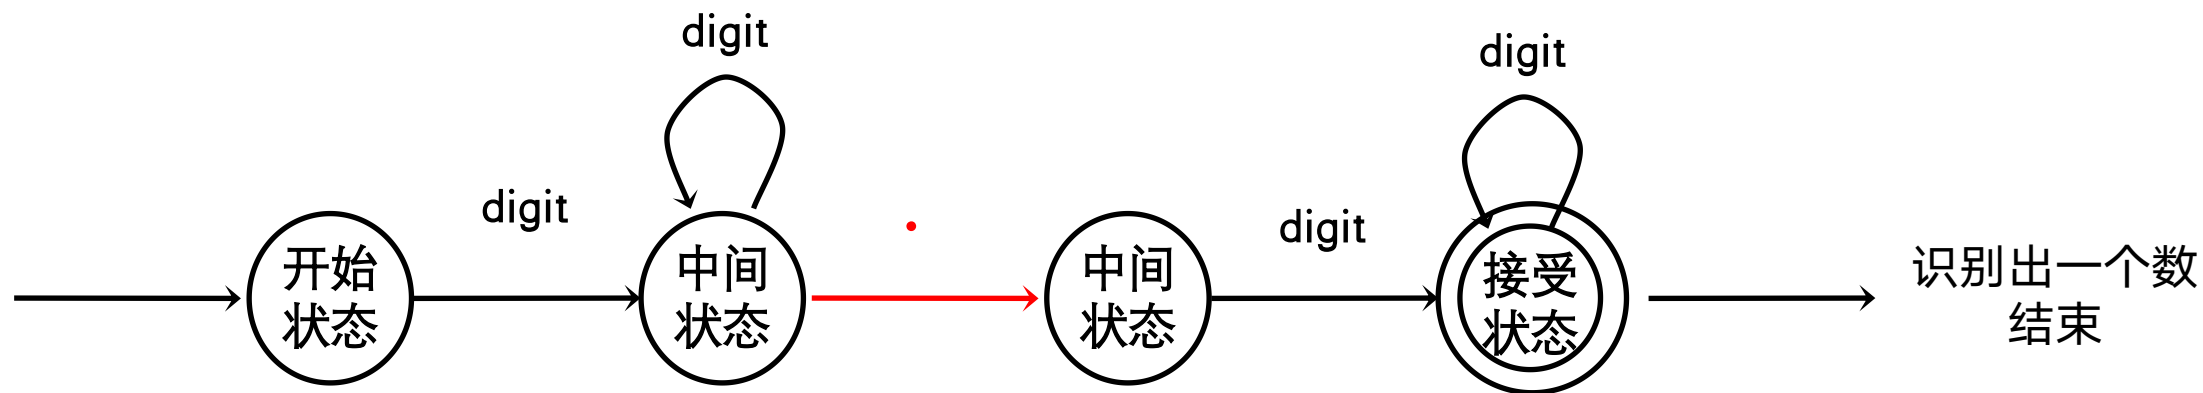 digit
digit
digit
.
digit
开始
状态
中间
状态
中间
状态
接受
状态
识别出一个数
结束